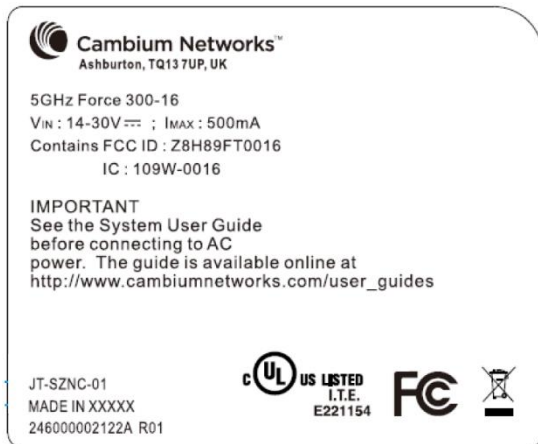 Cambium Networks™
Ashburton, TQ13 7UP, UK
5GHz Force 300-16
VIN : 14-30V⎓ ; IMAX : 500mA
Contains FCC ID : Z8H89FT0016
IC : 109W-0016
IMPORTANT
See the System User Guide
before connecting to AC
power. The guide is available online at
http://www.cambiumnetworks.com/user_guides
C UL US LISTED
I.T.E.
E221154
FC
JT-SZNC-01
MADE IN XXXXX
246000002122A R01